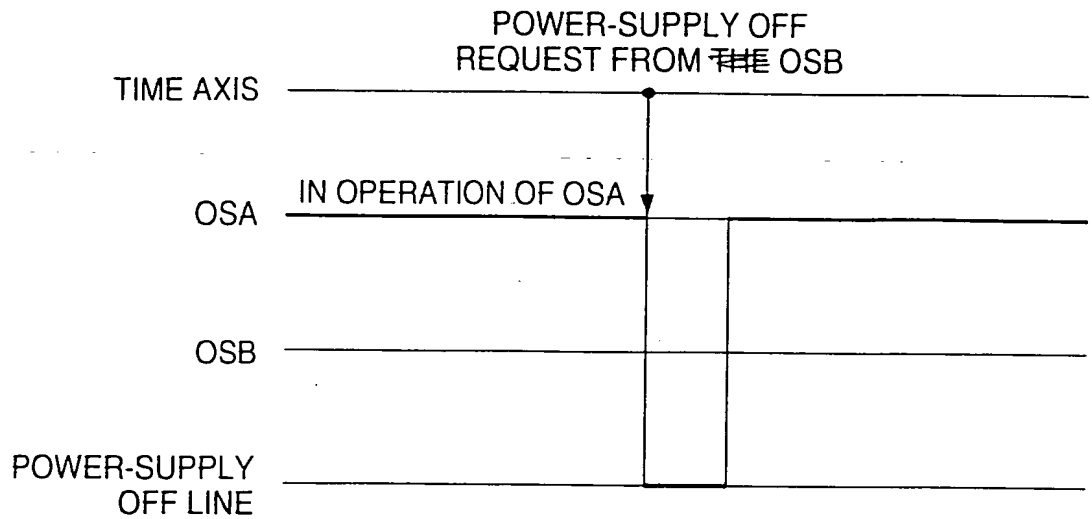 POWER-SUPPLY OFF
REQUEST FROM THE OSB
TIME AXIS
IN OPERATION OF OSA
OSA
OSB
POWER-SUPPLY
OFF LINE